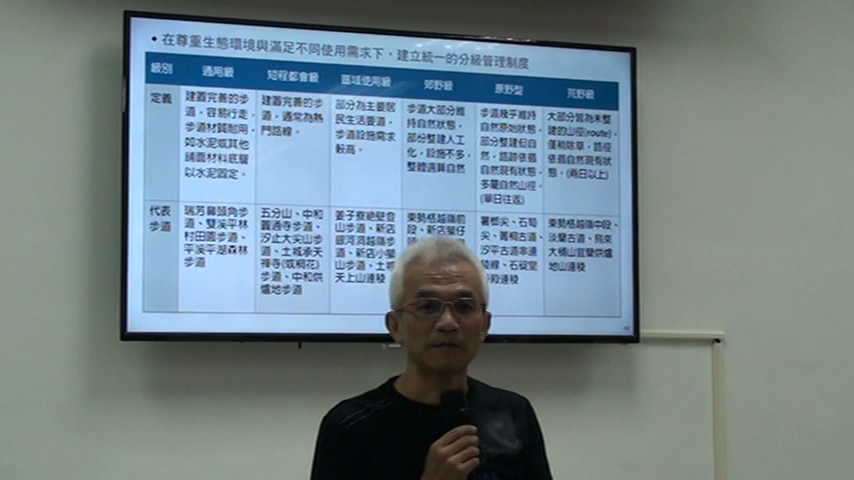 • 在尊重生態環境與滿足不同使用需求下，建立統一的分級管理制度
級別 通用級 短程都會級 區域使用級 郊野級 原野型 荒野級
定義
建置完善的步
道，容易行走，
步道材質耐用，
如水泥或其他
鋪面材料底層
以水泥固定。
建置完善的步
道，通常為熱
門路線。
部分為主要居
民生活要道，
步道設施需求
較高。
步道大部分維
持自然狀態，
部份整建人工
化，設施不多，
整體適算自然
步道幾乎維持
自然原始狀態，
部分整建但自
然，路跡依循
自然現有狀態，
多屬自然山徑。
(單日往返)
大部分皆為未整
建的山徑(route)，
僅稍除草，路徑
依循自然現有狀
態。(兩日以上)
代表
步道
瑞芳鼻頭角步
道、雙溪平林
村田園步道、
平溪平湖森林
步道
五分山、中和
圓通寺步道、
汐止大尖山步
道、土城承天
禪寺(或桐花)
步道、中和烘
爐地步道
姜子寮絕壁登
山步道、新店
銀河洞越嶺步
道、新店小獅
山步道、土城
天上山連稜
東勢格越嶺前
段、新店獅仔
薯榔尖、石筍
尖、菁桐古道、
汐平古道串連
稜線、石碇皇
帝殿連稜
東勢格越嶺中段、
淡蘭古道、烏來
大桶山宜蘭烘爐
地山連稜